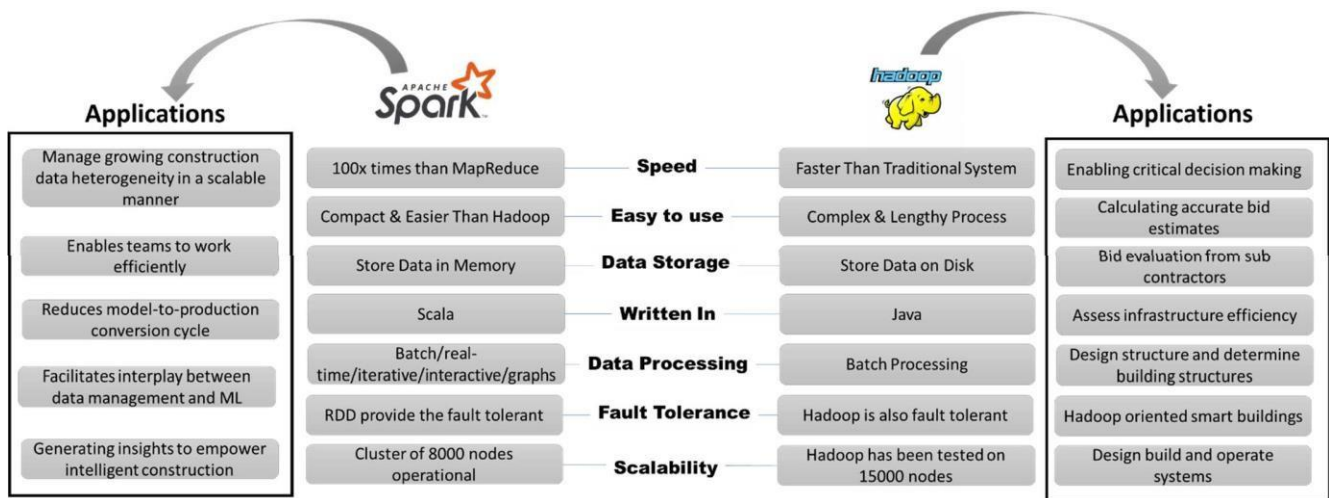 APACHE
Spark
TM
hadoop
Applications
Manage growing construction
data heterogeneity in a scalable
manner
Enables teams to work
efficiently
Reduces model-to-production
conversion cycle
Facilitates interplay between
data management and ML
Generating insights to empower
intelligent construction
100x times than MapReduce
Speed
Faster Than Traditional System
Compact & Easier Than Hadoop
Easy to use
Complex & Lengthy Process
Store Data in Memory
Data Storage
Store Data on Disk
Scala
Written In
Java
Batch/real-
time/iterative/interactive/graphs
Data Processing
Batch Processing
RDD provide the fault tolerant
Fault Tolerance
Hadoop is also fault tolerant
Cluster of 8000 nodes
operational
Scalability
Hadoop has been tested on
15000 nodes
Applications
Enabling critical decision making
Calculating accurate bid
estimates
Bid evaluation from sub
contractors
Assess infrastructure efficiency
Design structure and determine
building structures
Hadoop oriented smart buildings
Design build and operate
systems